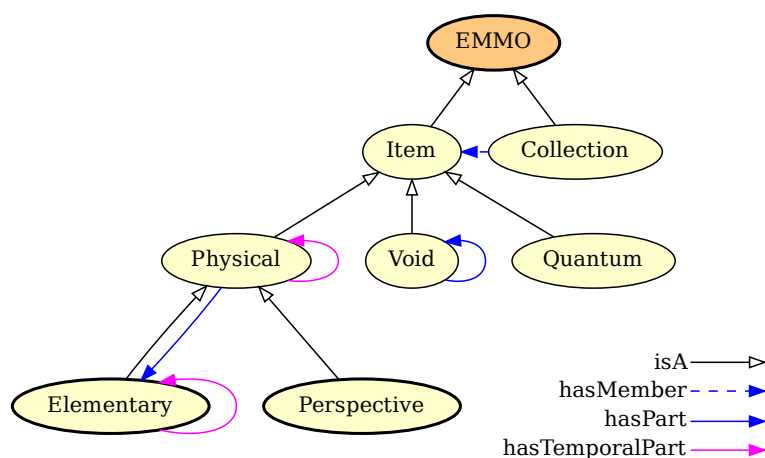 EMMO
Item
Collection
Physical
Void
Quantum
isA
hasMember
Elementary
Perspective
hasPart
hasTemporalPart